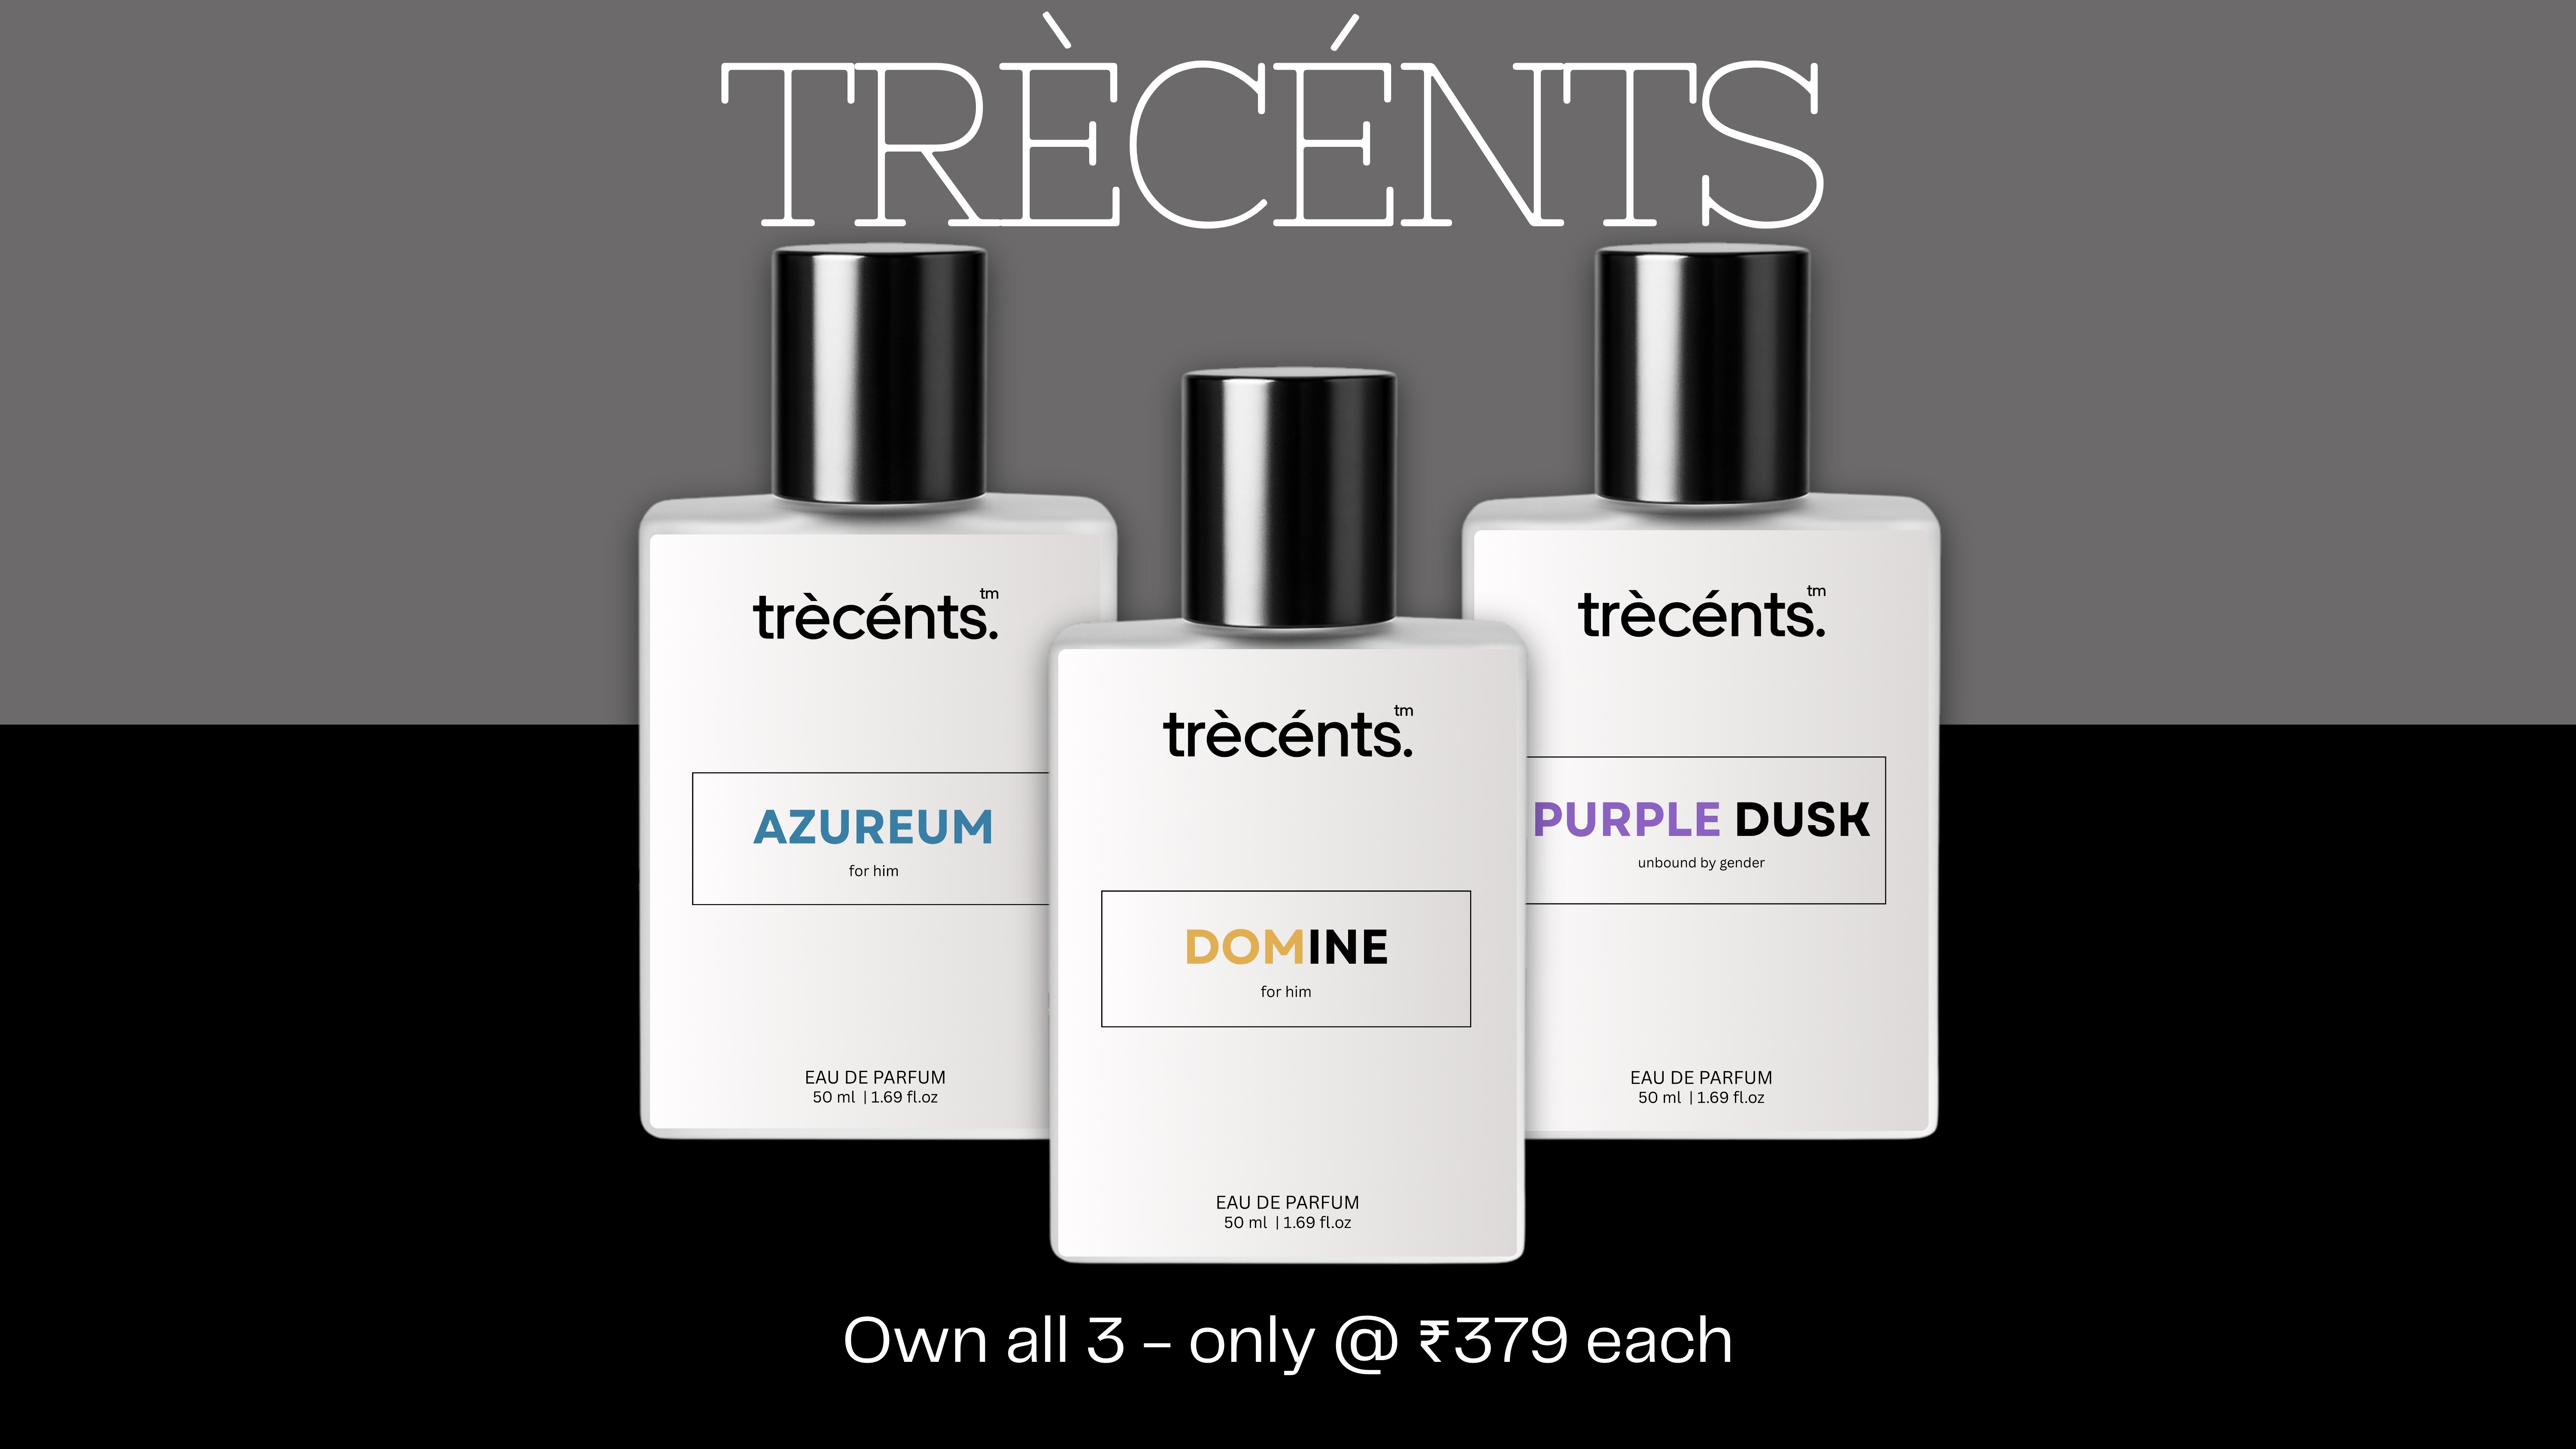 TRÈCÉNTS
trècénts.tm
AZUREUM
for him
EAU DE PARFUM
50 ml | 1.69 fl.oz
trècénts.tm
DOMINE
for him
EAU DE PARFUM
50 ml | 1.69 fl.oz
trècénts.tm
PURPLE DUSK
unbound by gender
EAU DE PARFUM
50 ml | 1.69 fl.oz
Own all 3 – only @ ₹379 each